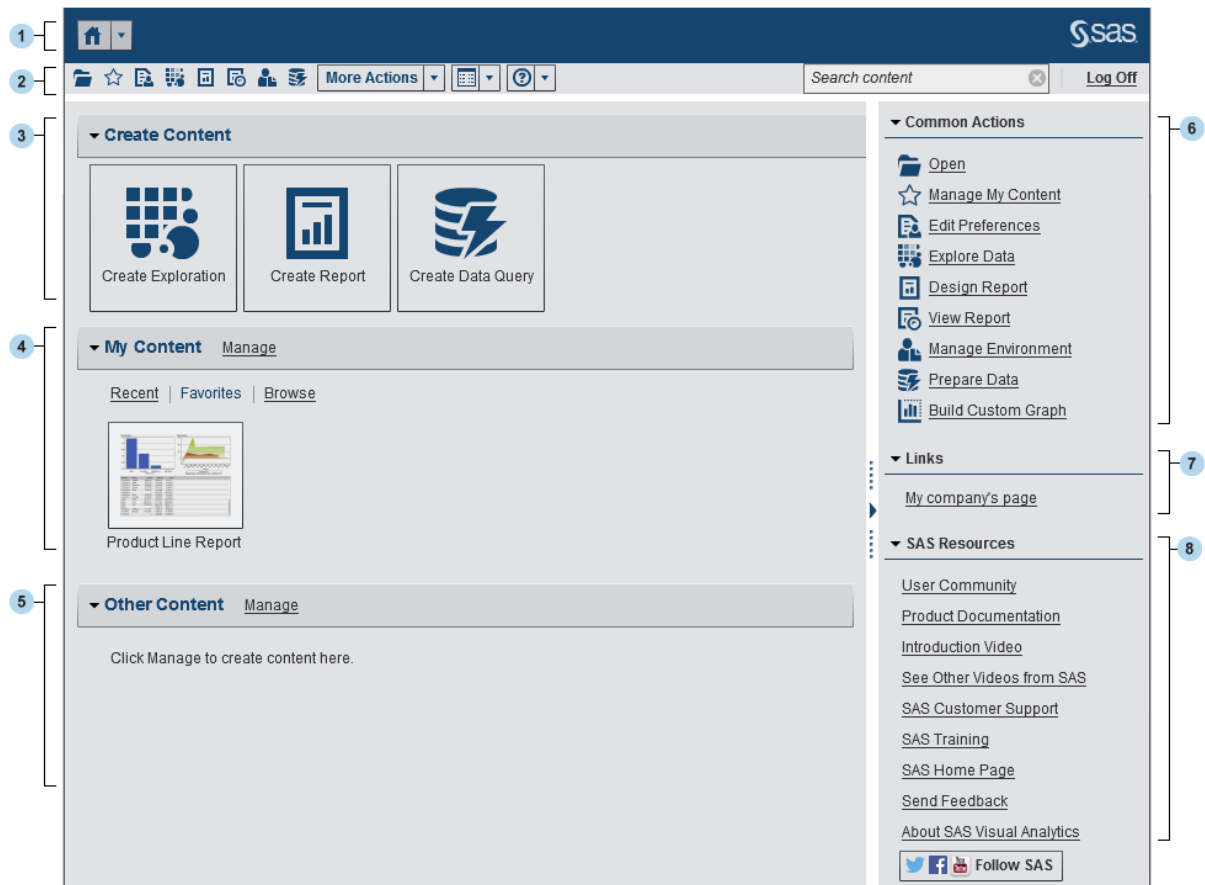 1
sas
2
More Actions
Search content
Log Off
3
Create Content
Create Exploration
Create Report
Create Data Query
4
My Content Manage
Recent | Favorites | Browse
Product Line Report
5
Other Content Manage
Click Manage to create content here.
Common Actions
6
Open
Manage My Content
Edit Preferences
Explore Data
Design Report
View Report
Manage Environment
Prepare Data
Build Custom Graph
Links
7
My company's page
SAS Resources
8
User Community
Product Documentation
Introduction Video
See Other Videos from SAS
SAS Customer Support
SAS Training
SAS Home Page
Send Feedback
About SAS Visual Analytics
Follow SAS